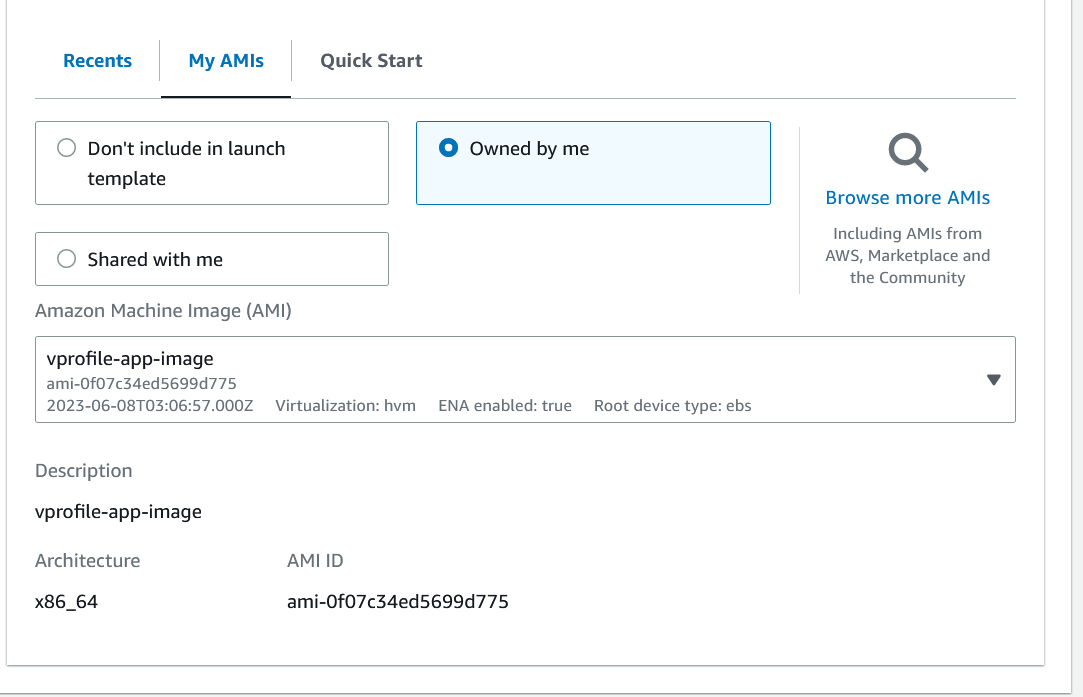 Recents
My AMIs
Quick Start
Don't include in launch
template
Owned by me
Shared with me
Browse more AMIs
Including AMIs from
AWS, Marketplace and
the Community
Amazon Machine Image (AMI)
vprofile-app-image
ami-0f07c34ed5699d775
2023-06-08T03:06:57.000Z Virtualization: hvm ENA enabled: true Root device type: ebs
Description
vprofile-app-image
Architecture AMI ID
x86_64 ami-0f07c34ed5699d775